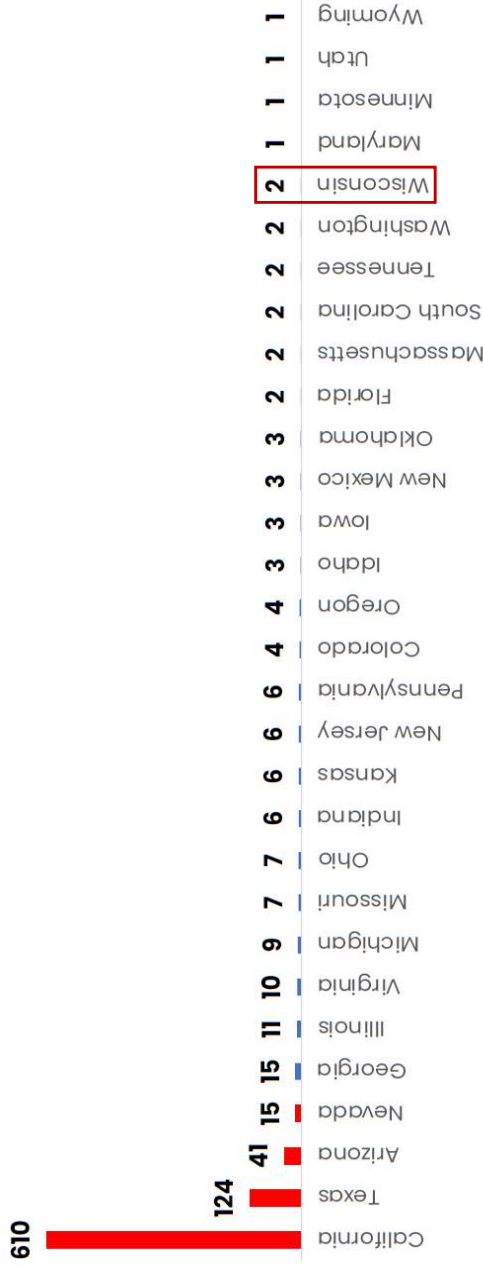 California 610
Texas 124
Arizona 41
Nevada 15
Georgia 15
Illinois 11
Virginia 10
Michigan 9
Missouri 7
Ohio 7
Indiana 6
Kansas 6
New Jersey 6
Pennsylvania 6
Colorado 4
Oregon 4
Idaho 3
Iowa 3
New Mexico 3
Oklahoma 3
Florida 2
Massachusetts 2
South Carolina 2
Tennessee 2
Washington 2
Wisconsin 2
Maryland 1
Minnesota 1
Utah 1
Wyoming 1